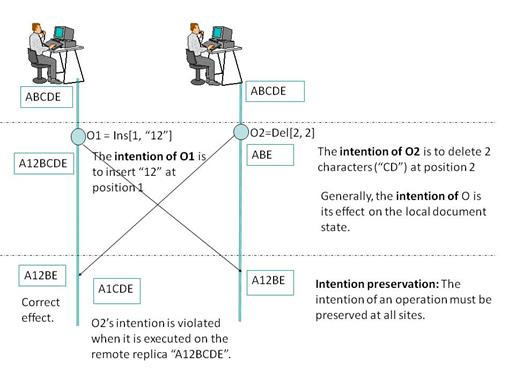 ABCDE
ABCDE
O1 = Ins[1, “12”]
O2=Del[2, 2]
A12BCDE
The intention of O1 is
to insert “12” at
position 1
ABE
The intention of O2 is to delete 2
characters (“CD”) at position 2
Generally, the intention of O is
its effect on the local document
state.
A12BE
Correct
effect.
A1CDE
O2’s intention is violated
when it is executed on the
remote replica “A12BCDE”.
A12BE
Intention preservation: The
intention of an operation must be
preserved at all sites.